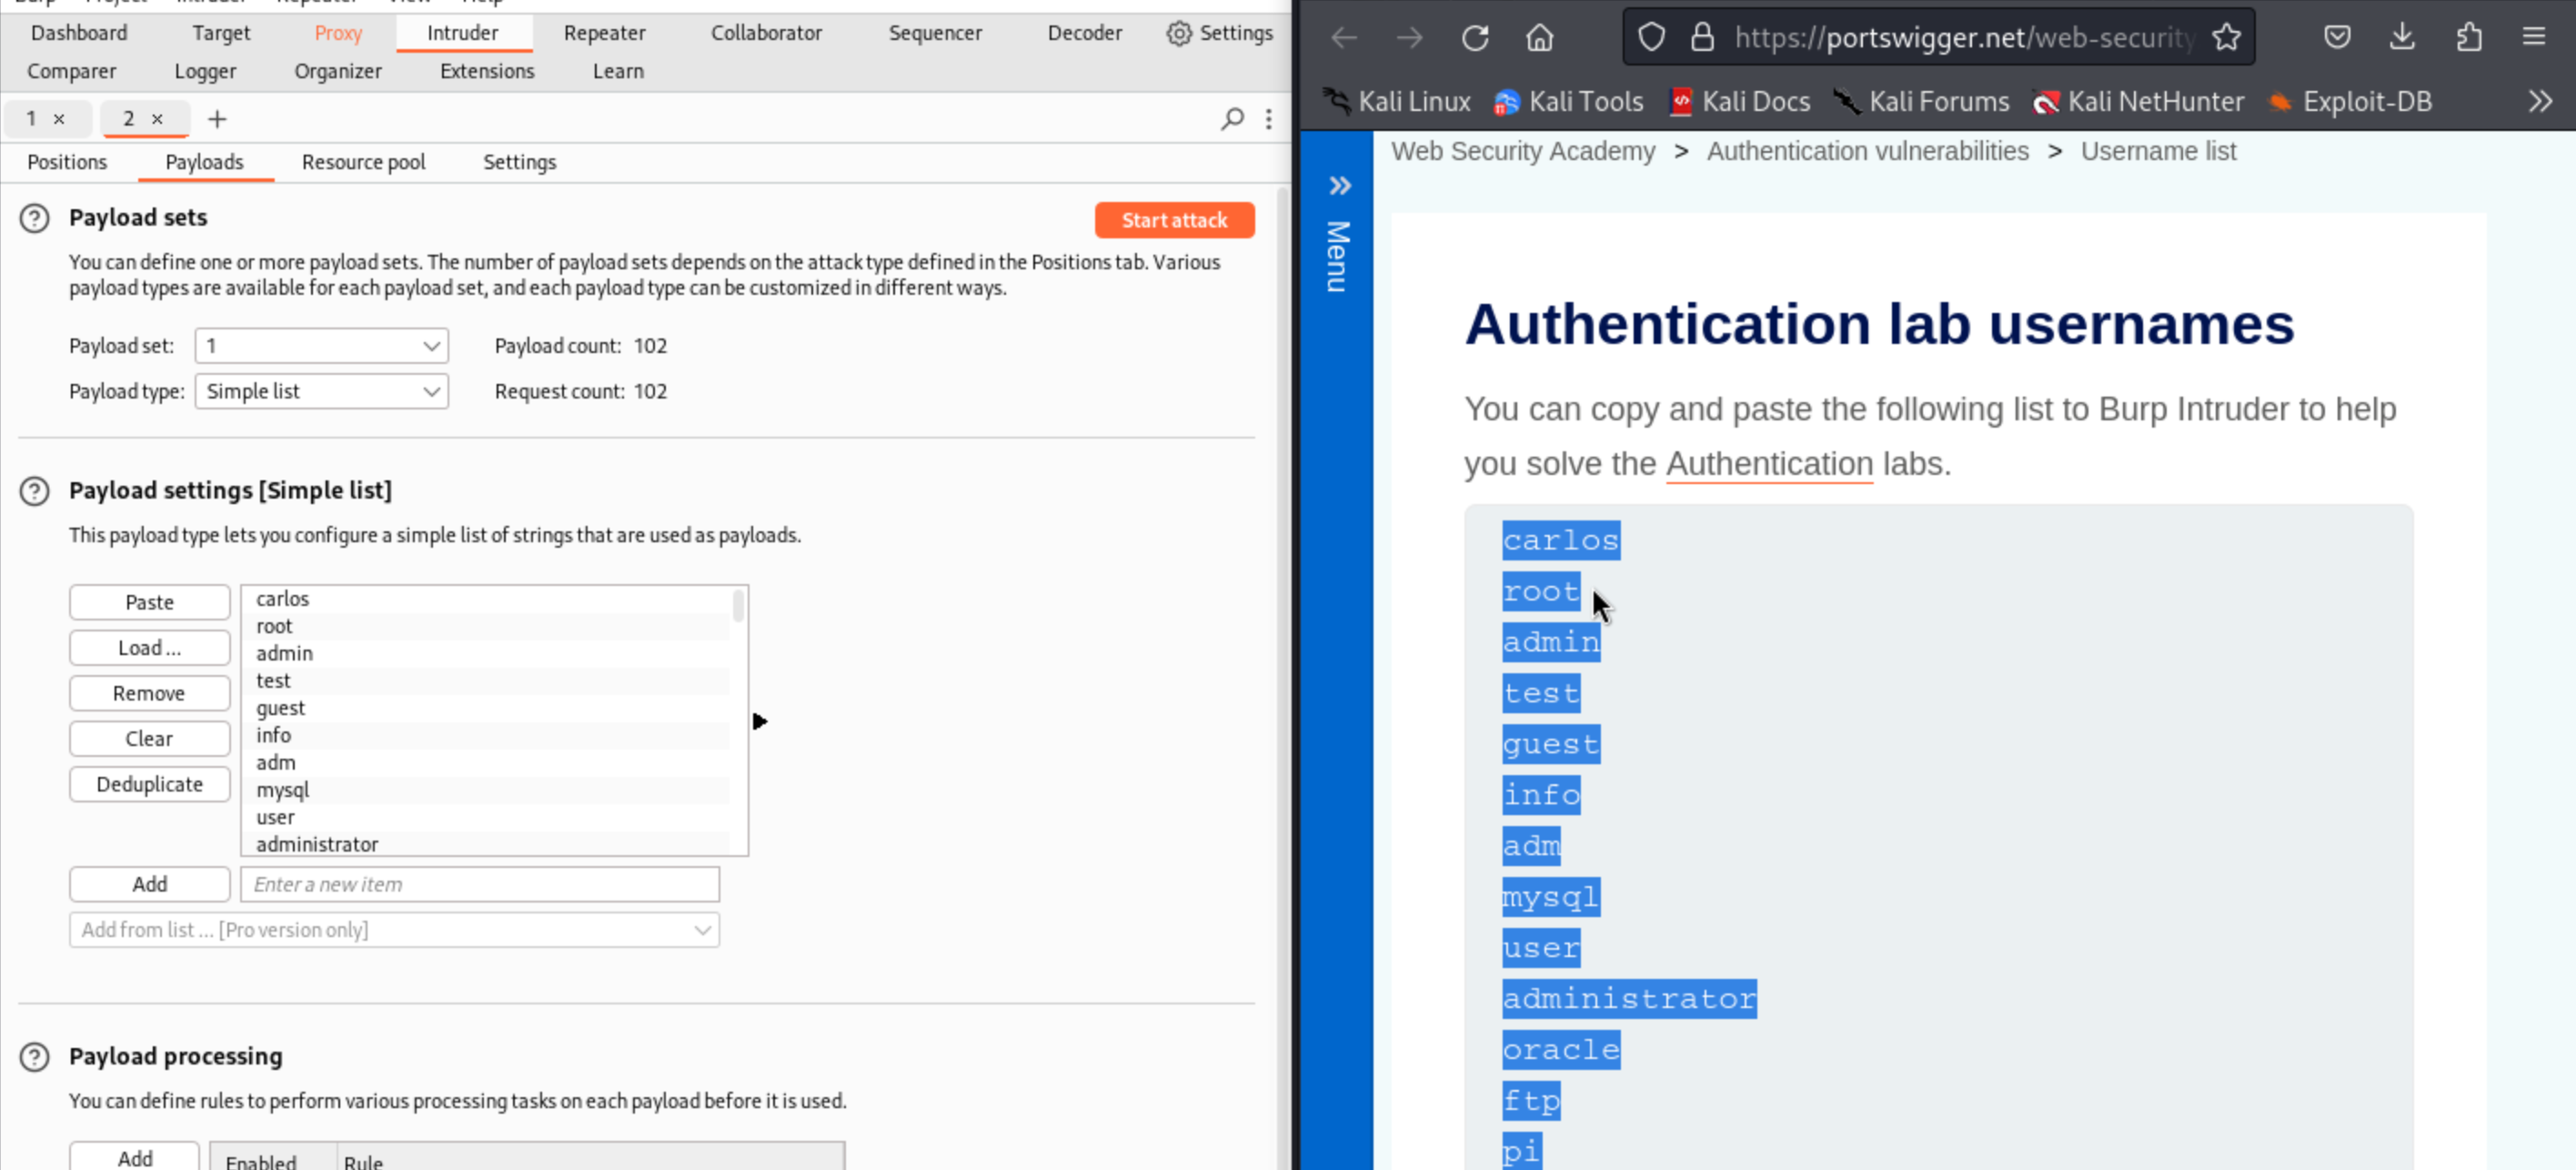 Burp Project Intruder Repeater View Help
Dashboard Target Proxy Intruder Repeater Collaborator Sequencer Decoder Settings
Comparer Logger Organizer Extensions Learn
1 × 2 × +
Positions Payloads Resource pool Settings
? Payload sets Start attack
You can define one or more payload sets. The number of payload sets depends on the attack type defined in the Positions tab. Various
payload types are available for each payload set, and each payload type can be customized in different ways.
Payload set: 1 Payload count: 102
Payload type: Simple list Request count: 102
? Payload settings [Simple list]
This payload type lets you configure a simple list of strings that are used as payloads.
Paste
Load ...
Remove
Clear
Deduplicate
carlos
root
admin
test
guest
info
adm
mysql
user
administrator
Add Enter a new item
Add from list ... [Pro version only]
? Payload processing
You can define rules to perform various processing tasks on each payload before it is used.
Add Enabled Rule
https://portswigger.net/web-security
Kali Linux Kali Tools Kali Docs Kali Forums Kali NetHunter Exploit-DB
Menu
Web Security Academy > Authentication vulnerabilities > Username list
Authentication lab usernames
You can copy and paste the following list to Burp Intruder to help
you solve the Authentication labs.
carlos
root
admin
test
guest
info
adm
mysql
user
administrator
oracle
ftp
pi